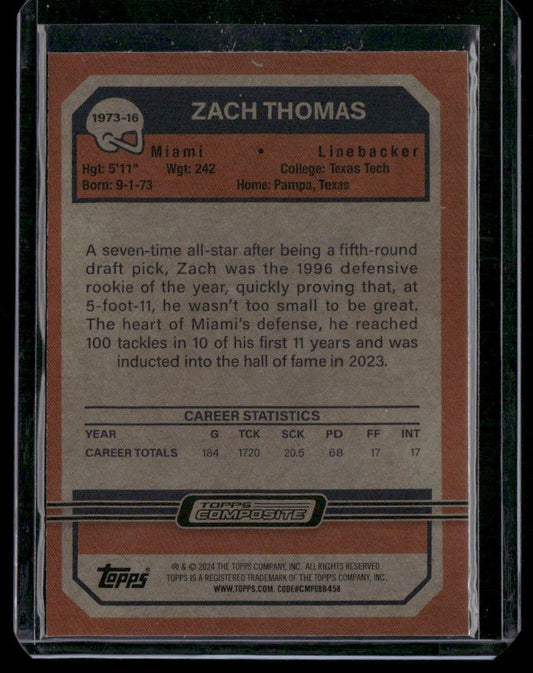 1973-16
ZACH THOMAS
Miami • Linebacker
Hgt: 5'11" Wgt: 242 College: Texas Tech
Born: 9-1-73 Home: Pampa, Texas
A seven-time all-star after being a fifth-round
draft pick, Zach was the 1996 defensive
rookie of the year, quickly proving that, at
5-foot-11, he wasn't too small to be great.
The heart of Miami's defense, he reached
100 tackles in 10 of his first 11 years and was
inducted into the hall of fame in 2023.
CAREER STATISTICS
YEAR G TCK SCK PD FF INT
CAREER TOTALS 184 1720 20.5 68 17 17
TOPPS
COMPOSITE
Topps
® & © 2024 THE TOPPS COMPANY, INC. ALL RIGHTS RESERVED.
TOPPS IS A REGISTERED TRADEMARK OF THE TOPPS COMPANY, INC.
WWW.TOPPS.COM. CODE#CMP088458